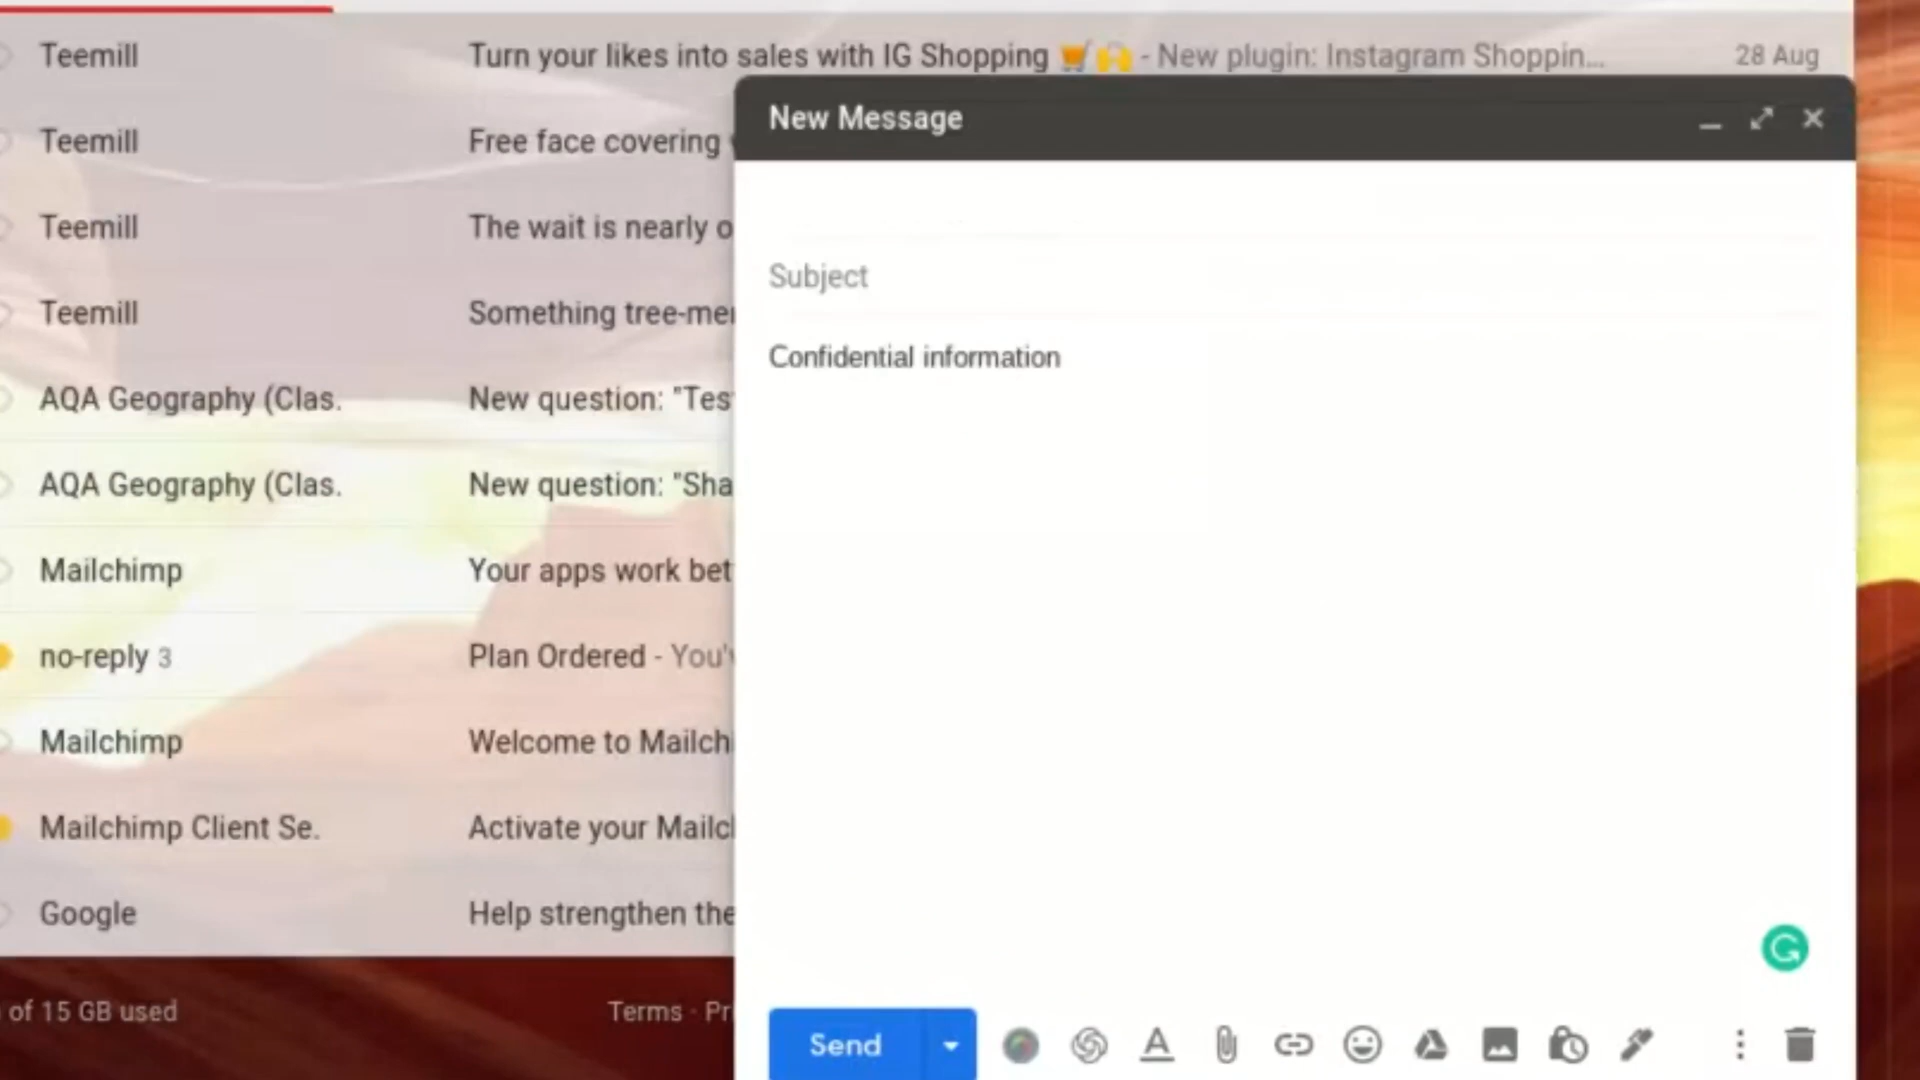 Teemill Turn your likes into sales with IG Shopping 🛒🙌 - New plugin: Instagram Shoppin... 28 Aug
New Message
Teemill Free face covering
Teemill The wait is nearly o
Subject
Teemill Something tree-me
Confidential information
AQA Geography (Clas. New question: "Tes
AQA Geography (Clas. New question: "Sha
Mailchimp Your apps work bet
no-reply 3 Plan Ordered - You'
Mailchimp Welcome to Mailch
Mailchimp Client Se. Activate your Mailc
Google Help strengthen the
of 15 GB used Terms · Pr
Send